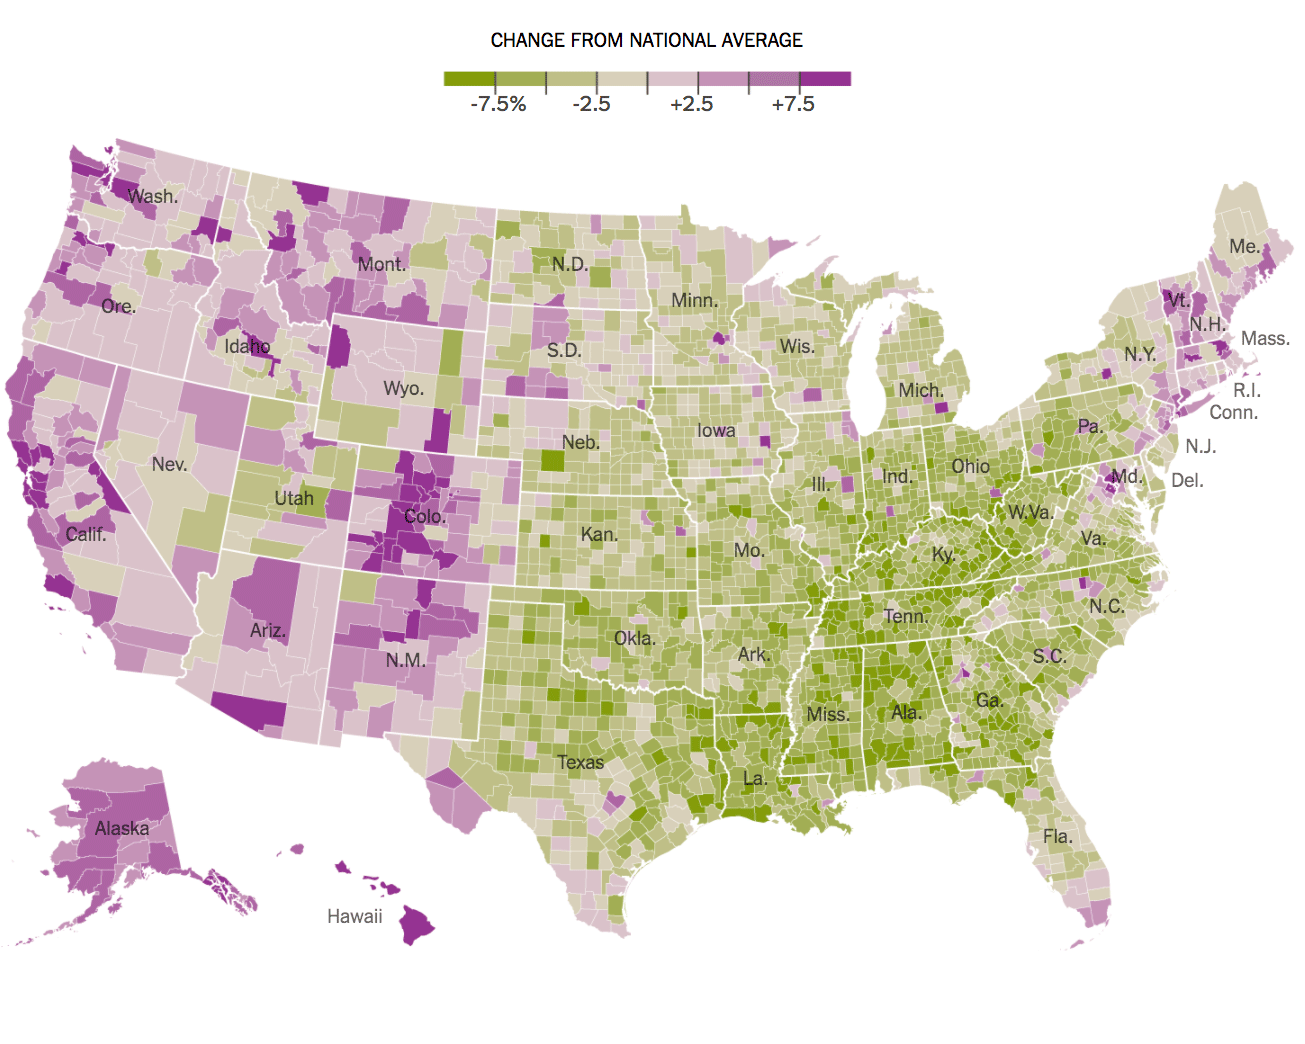 CHANGE FROM NATIONAL AVERAGE
-7.5% -2.5 +2.5 +7.5
Wash.
Me.
Mont.
N.D.
Minn.
Vt.
Ore.
N.H.
Mass.
Idaho
S.D.
Wis.
N.Y.
Wyo.
Mich.
R.I.
Conn.
Neb.
Iowa
Pa.
N.J.
Nev.
Utah
Ill.
Ind.
Ohio
Md.
Del.
Calif.
Colo.
Kan.
Mo.
W.Va.
Ky.
Va.
Ariz.
N.M.
Okla.
Ark.
Tenn.
N.C.
S.C.
Miss.
Ala.
Ga.
Texas
La.
Alaska
Fla.
Hawaii